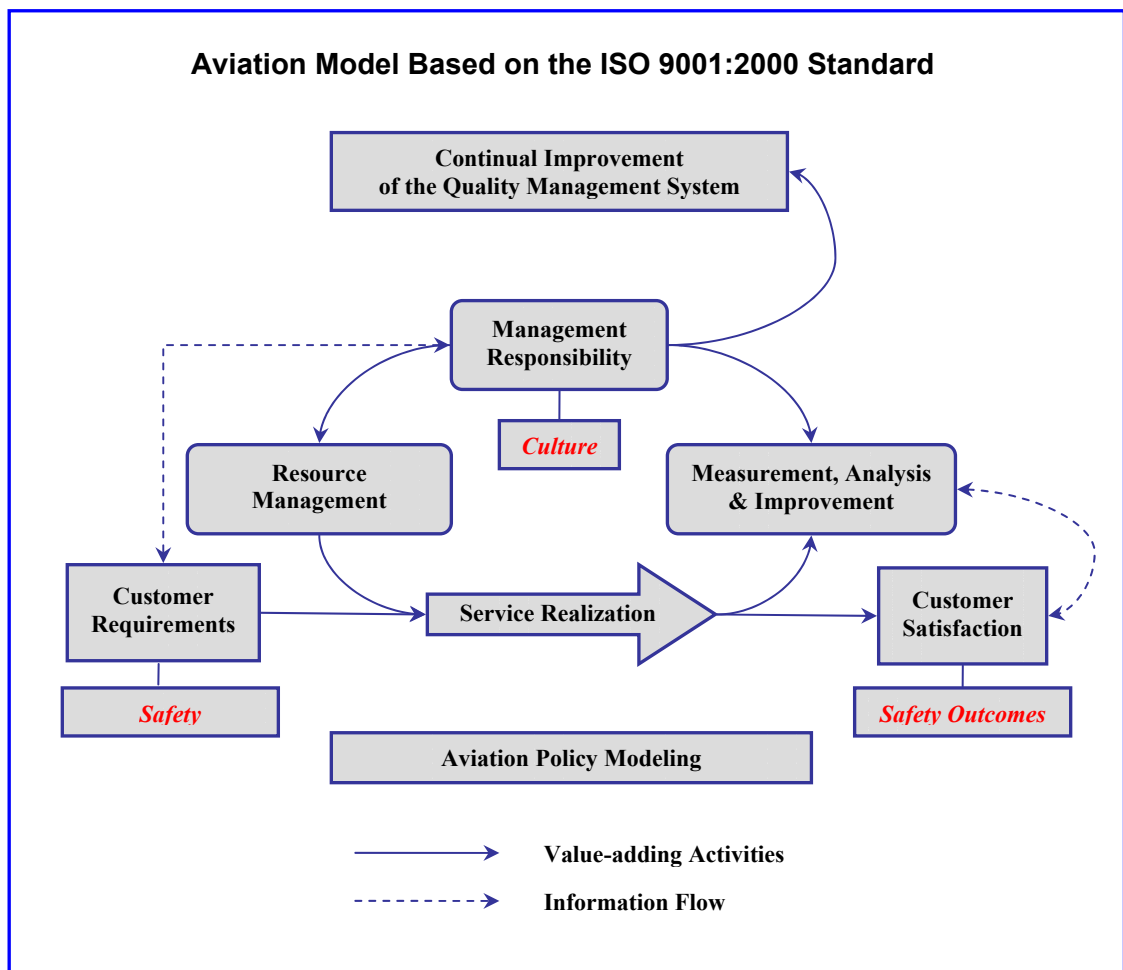 Aviation Model Based on the ISO 9001:2000 Standard
Continual Improvement
of the Quality Management System
Management
Responsibility
Culture
Resource
Management
Measurement, Analysis
& Improvement
Customer
Requirements
Service Realization
Customer
Satisfaction
Safety
Safety Outcomes
Aviation Policy Modeling
Value-adding Activities
Information Flow